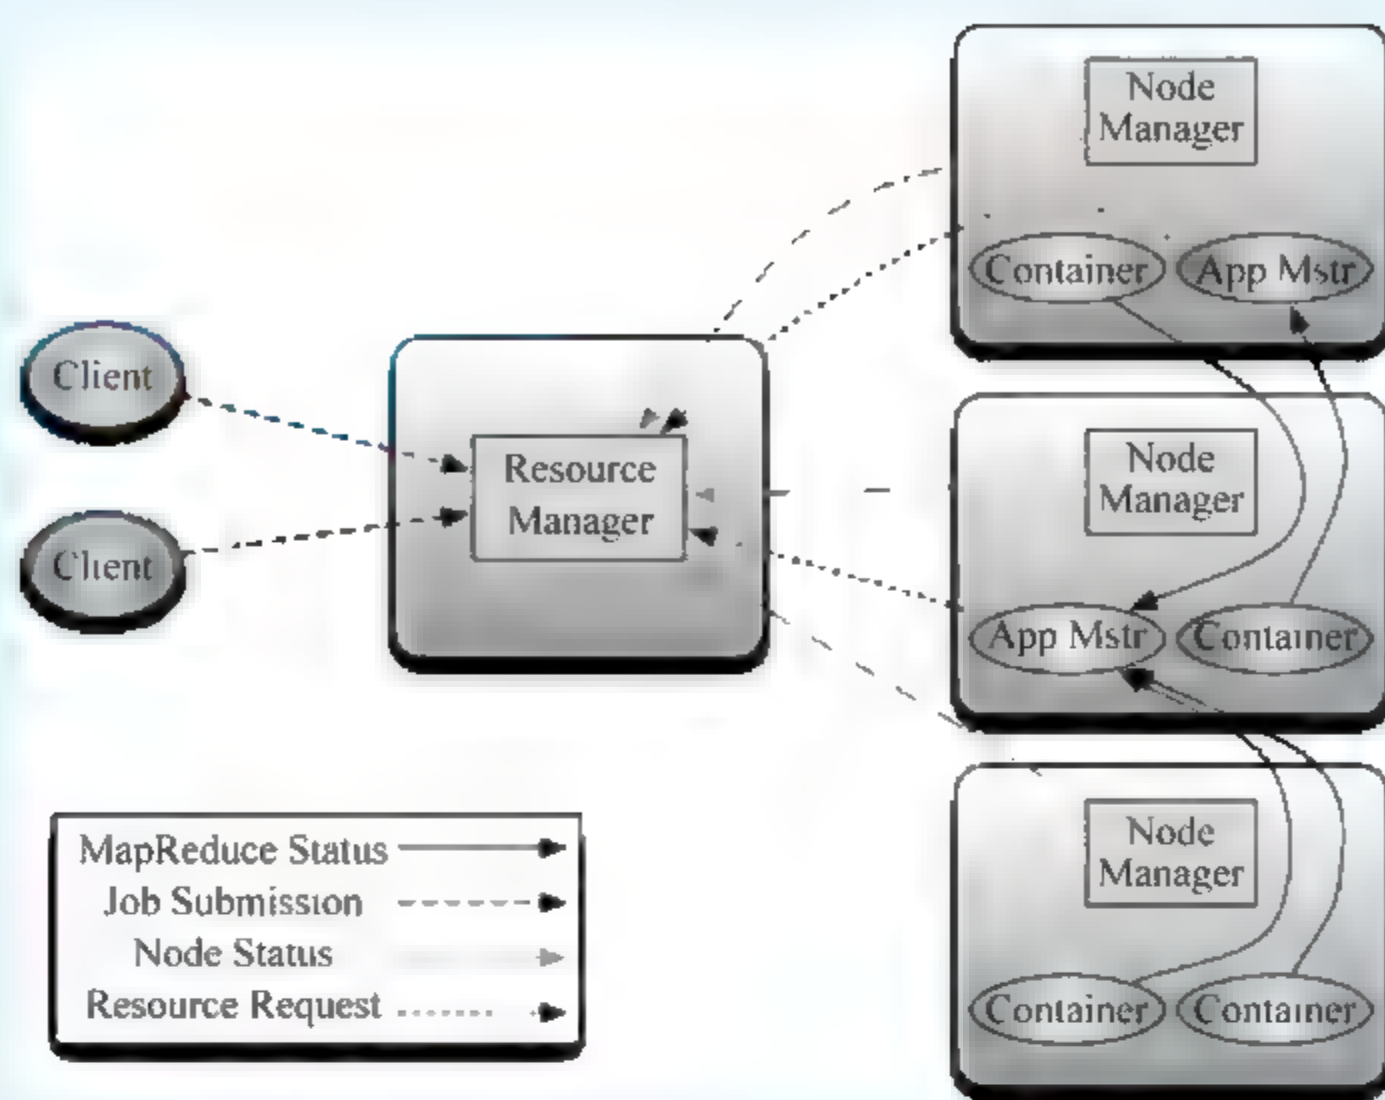 Node
Manager
Container
App Mstr
Client
Client
Resource
Manager
Node
Manager
App Mstr
Container
Node
Manager
Container
Container
MapReduce Status
Job Submission
Node Status
Resource Request